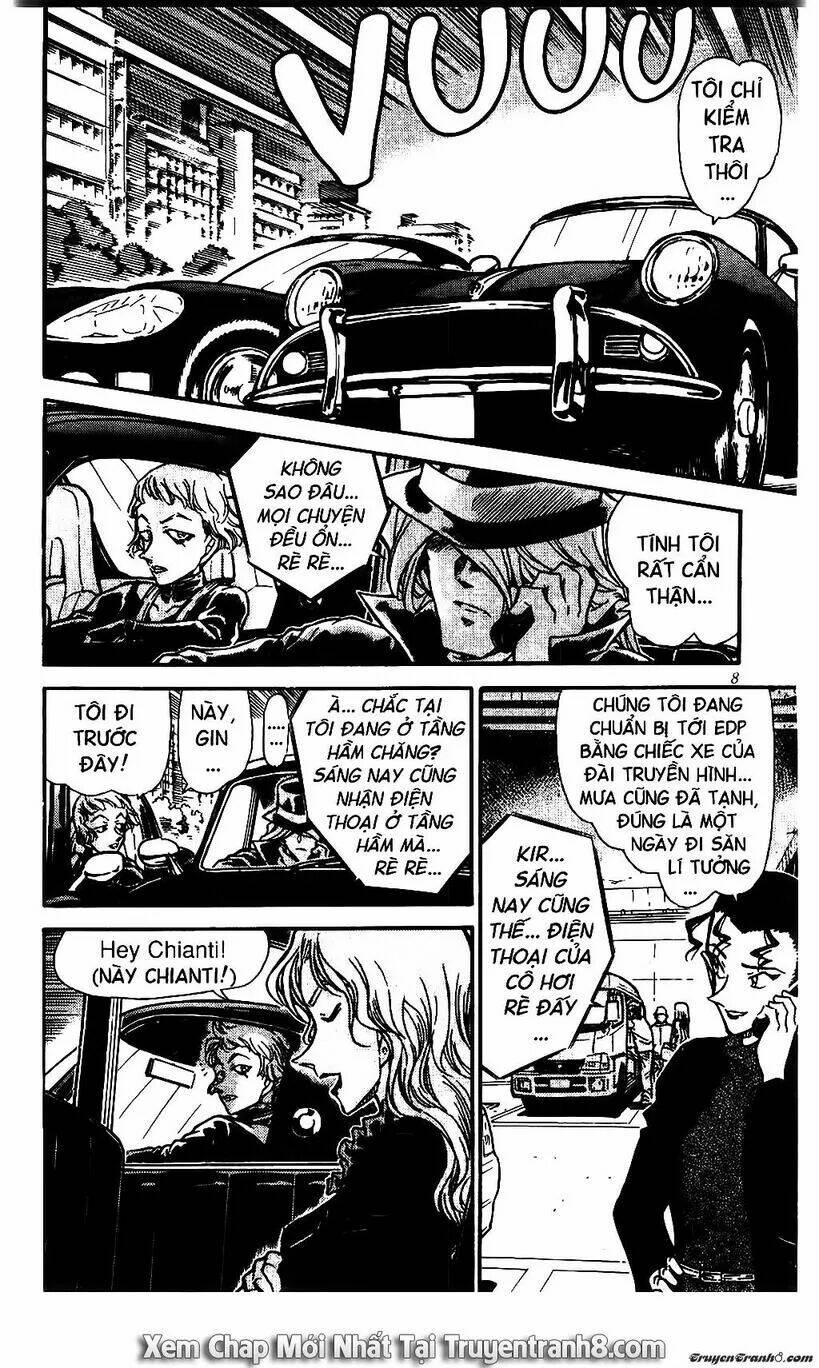 VUUU
TÔI CHỈ
KIỂM
TRA
THÔI
...
KHÔNG
SAO ĐÂU...
MỌI CHUYỆN
ĐỀU ỔN...
RÈ RÈ...
TÍNH TÔI
RẤT CẨN
THẬN...
8
CHÚNG TÔI ĐANG
CHUẨN BỊ TỚI EDP
BẰNG CHIẾC XE CỦA
ĐÀI TRUYỀN HÌNH...
MƯA CŨNG ĐÃ TẠNH,
ĐÚNG LÀ MỘT
NGÀY ĐI SĂN
LÍ TƯỞNG
...
KIR...
SÁNG
NAY CŨNG
THẾ... ĐIỆN
THOẠI CỦA
CÔ HƠI
RÈ ĐẤY
...
À... CHẮC TẠI
TÔI ĐANG Ở TẦNG
HẦM CHĂNG?
SÁNG NAY CŨNG
NHẬN ĐIỆN
THOẠI Ở TẦNG
HẦM MÀ...
RÈ RÈ...
......
...
NÀY,
GIN
...
TÔI ĐI
TRƯỚC
ĐÂY!
Hey Chianti!
(NÀY CHIANTI!)
Xem Chap Mới Nhất Tại Truyentranh8.com
TruyenTranh8.com